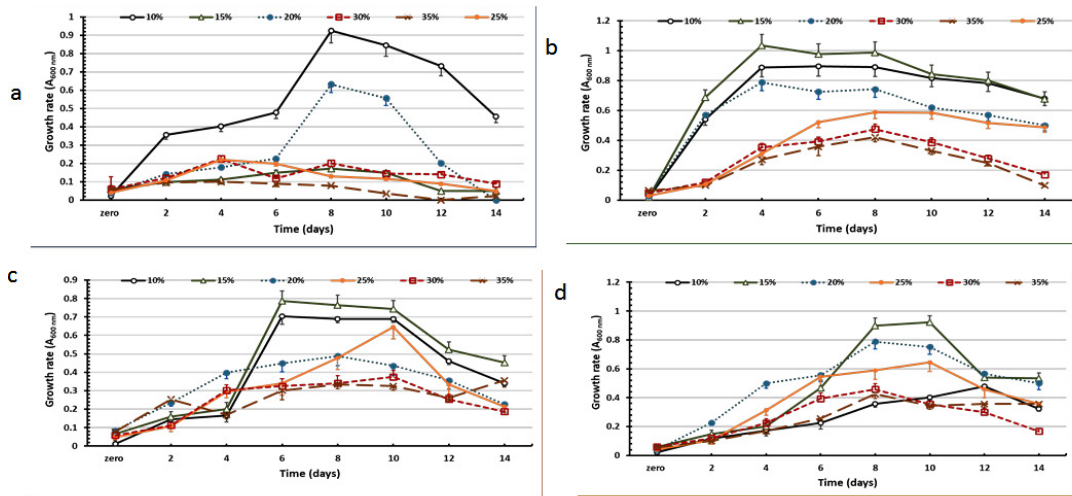 a
10% 15% 20% 30% 35% 25%
Growth rate (A600 nm)
1
0.9
0.8
0.7
0.6
0.5
0.4
0.3
0.2
0.1
0
zero 2 4 6 8 10 12 14
Time (days)
b
10% 15% 20% 30% 35% 25%
Growth rate (A600 nm)
1.2
1
0.8
0.6
0.4
0.2
0
zero 2 4 6 8 10 12 14
Time (days)
c
10% 15% 20% 25% 30% 35%
Growth rate (A600 nm)
0.9
0.8
0.7
0.6
0.5
0.4
0.3
0.2
0.1
0
zero 2 4 6 8 10 12 14
Time (days)
d
10% 15% 20% 25% 30% 35%
Growth rate (A600 nm)
1.2
1
0.8
0.6
0.4
0.2
0
zero 2 4 6 8 10 12 14
Time (days)